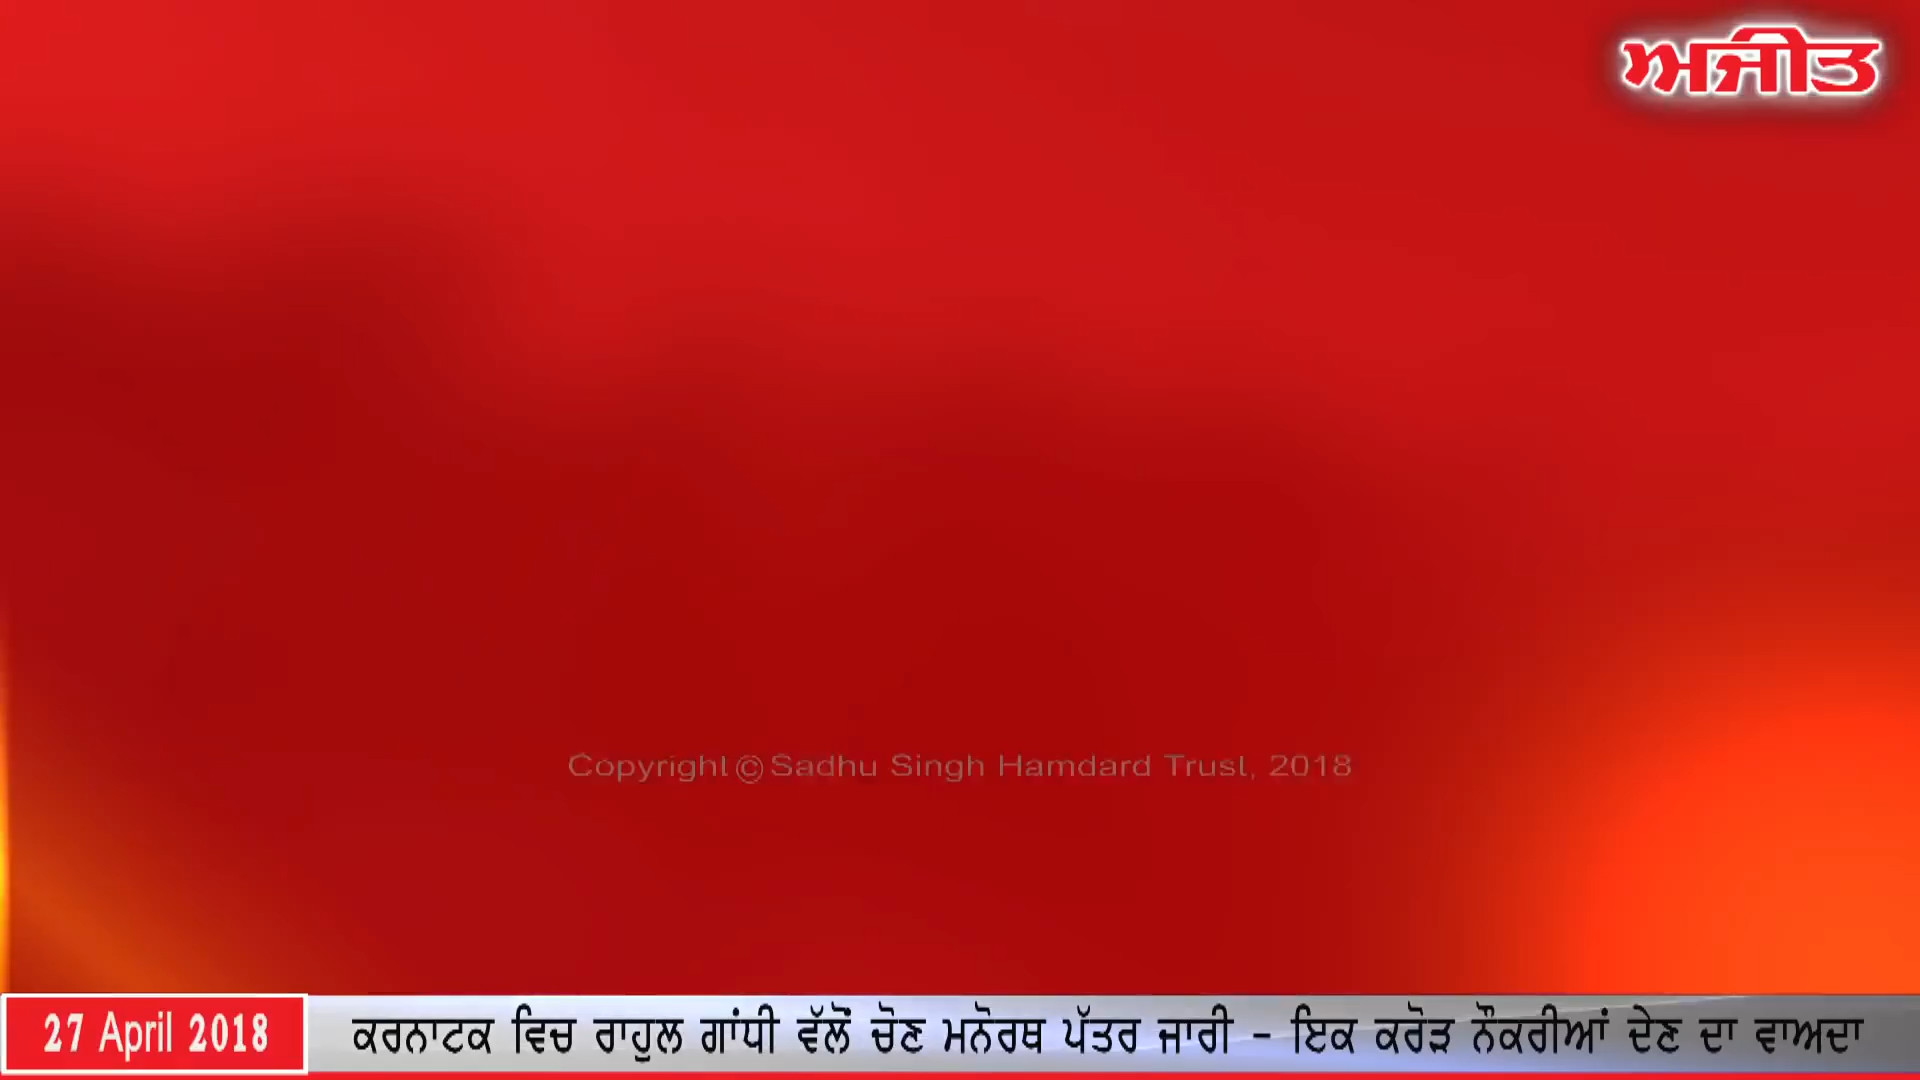 ਅਜੀਤ
Copyright © Sadhu Singh Hamdard Trust, 2018
27 April 2018
ਕਰਨਾਟਕ ਵਿਚ ਰਾਹੁਲ ਗਾਂਧੀ ਵੱਲੋਂ ਚੋਣ ਮਨੋਰਥ ਪੱਤਰ ਜਾਰੀ - ਇਕ ਕਰੋੜ ਨੌਕਰੀਆਂ ਦੇਣ ਦਾ ਵਾਅਦਾ